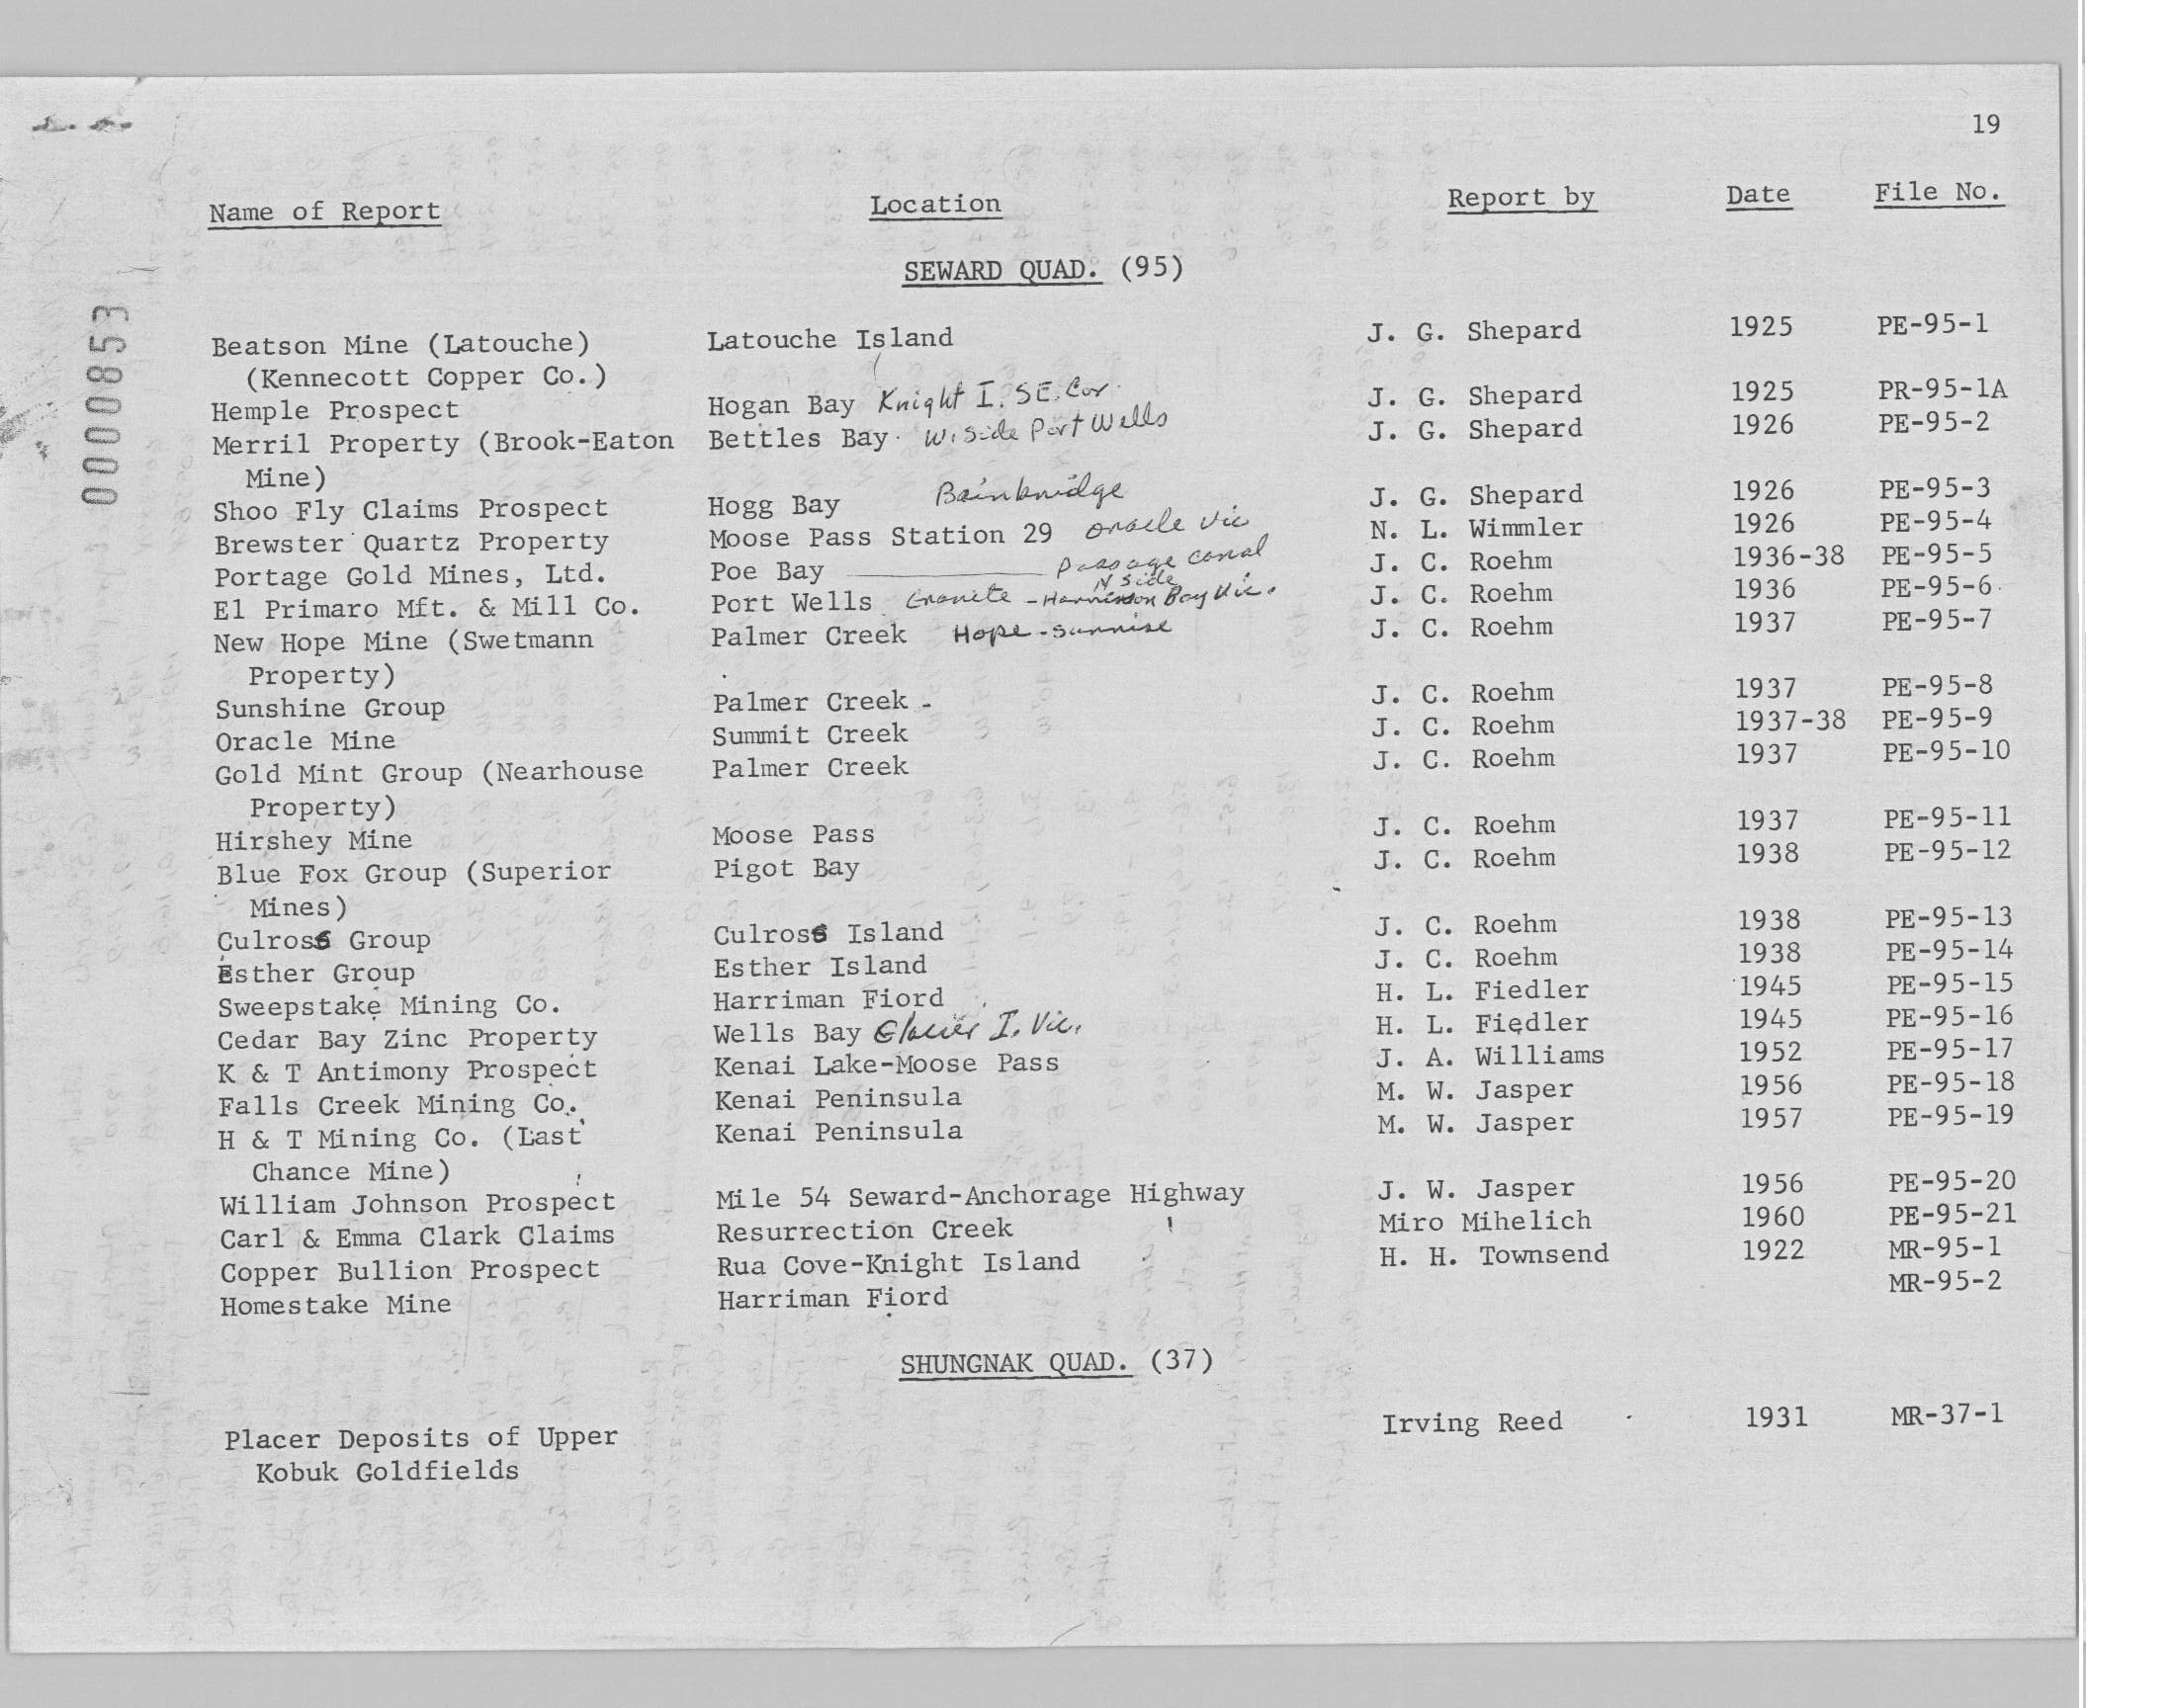 19
Name of Report Location Report by Date File No.
SEWARD QUAD. (95)
0000853
Beatson Mine (Latouche) Latouche Island J. G. Shepard 1925 PE-95-1
(Kennecott Copper Co.)
Hemple Prospect Hogan Bay Knight I. SE. Cor. J. G. Shepard 1925 PR-95-1A
Merril Property (Brook-Eaton Bettles Bay W. Side Port Wells J. G. Shepard 1926 PE-95-2
Mine)
Shoo Fly Claims Prospect Hogg Bay Bainbridge J. G. Shepard 1926 PE-95-3
Brewster Quartz Property Moose Pass Station 29 Oracle Vic N. L. Wimmler 1926 PE-95-4
Portage Gold Mines, Ltd. Poe Bay Passage Canal J. C. Roehm 1936-38 PE-95-5
N Side
El Primaro Mft. & Mill Co. Port Wells Granite - Harrison Bay Vic. J. C. Roehm 1936 PE-95-6
New Hope Mine (Swetmann Palmer Creek Hope-Sunrise J. C. Roehm 1937 PE-95-7
Property)
Sunshine Group Palmer Creek - J. C. Roehm 1937 PE-95-8
Oracle Mine Summit Creek J. C. Roehm 1937-38 PE-95-9
Gold Mint Group (Nearhouse Palmer Creek J. C. Roehm 1937 PE-95-10
Property)
Hirshey Mine Moose Pass J. C. Roehm 1937 PE-95-11
Blue Fox Group (Superior Pigot Bay J. C. Roehm 1938 PE-95-12
Mines)
Culross Group Culross Island J. C. Roehm 1938 PE-95-13
Esther Group Esther Island J. C. Roehm 1938 PE-95-14
Sweepstake Mining Co. Harriman Fiord H. L. Fiedler 1945 PE-95-15
Cedar Bay Zinc Property Wells Bay Glacier I. Vic. H. L. Fiedler 1945 PE-95-16
K & T Antimony Prospect Kenai Lake-Moose Pass J. A. Williams 1952 PE-95-17
Falls Creek Mining Co. Kenai Peninsula M. W. Jasper 1956 PE-95-18
H & T Mining Co. (Last Kenai Peninsula M. W. Jasper 1957 PE-95-19
Chance Mine)
William Johnson Prospect Mile 54 Seward-Anchorage Highway J. W. Jasper 1956 PE-95-20
Carl & Emma Clark Claims Resurrection Creek Miro Mihelich 1960 PE-95-21
Copper Bullion Prospect Rua Cove-Knight Island H. H. Townsend 1922 MR-95-1
Homestake Mine Harriman Fiord MR-95-2
SHUNGNAK QUAD. (37)
Placer Deposits of Upper Irving Reed 1931 MR-37-1
Kobuk Goldfields